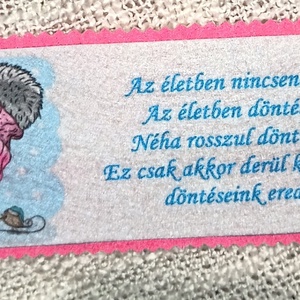 Az életben nincsen
Az életben dönté
Néha rosszul dönt
Ez csak akkor derül k
döntéseink ered